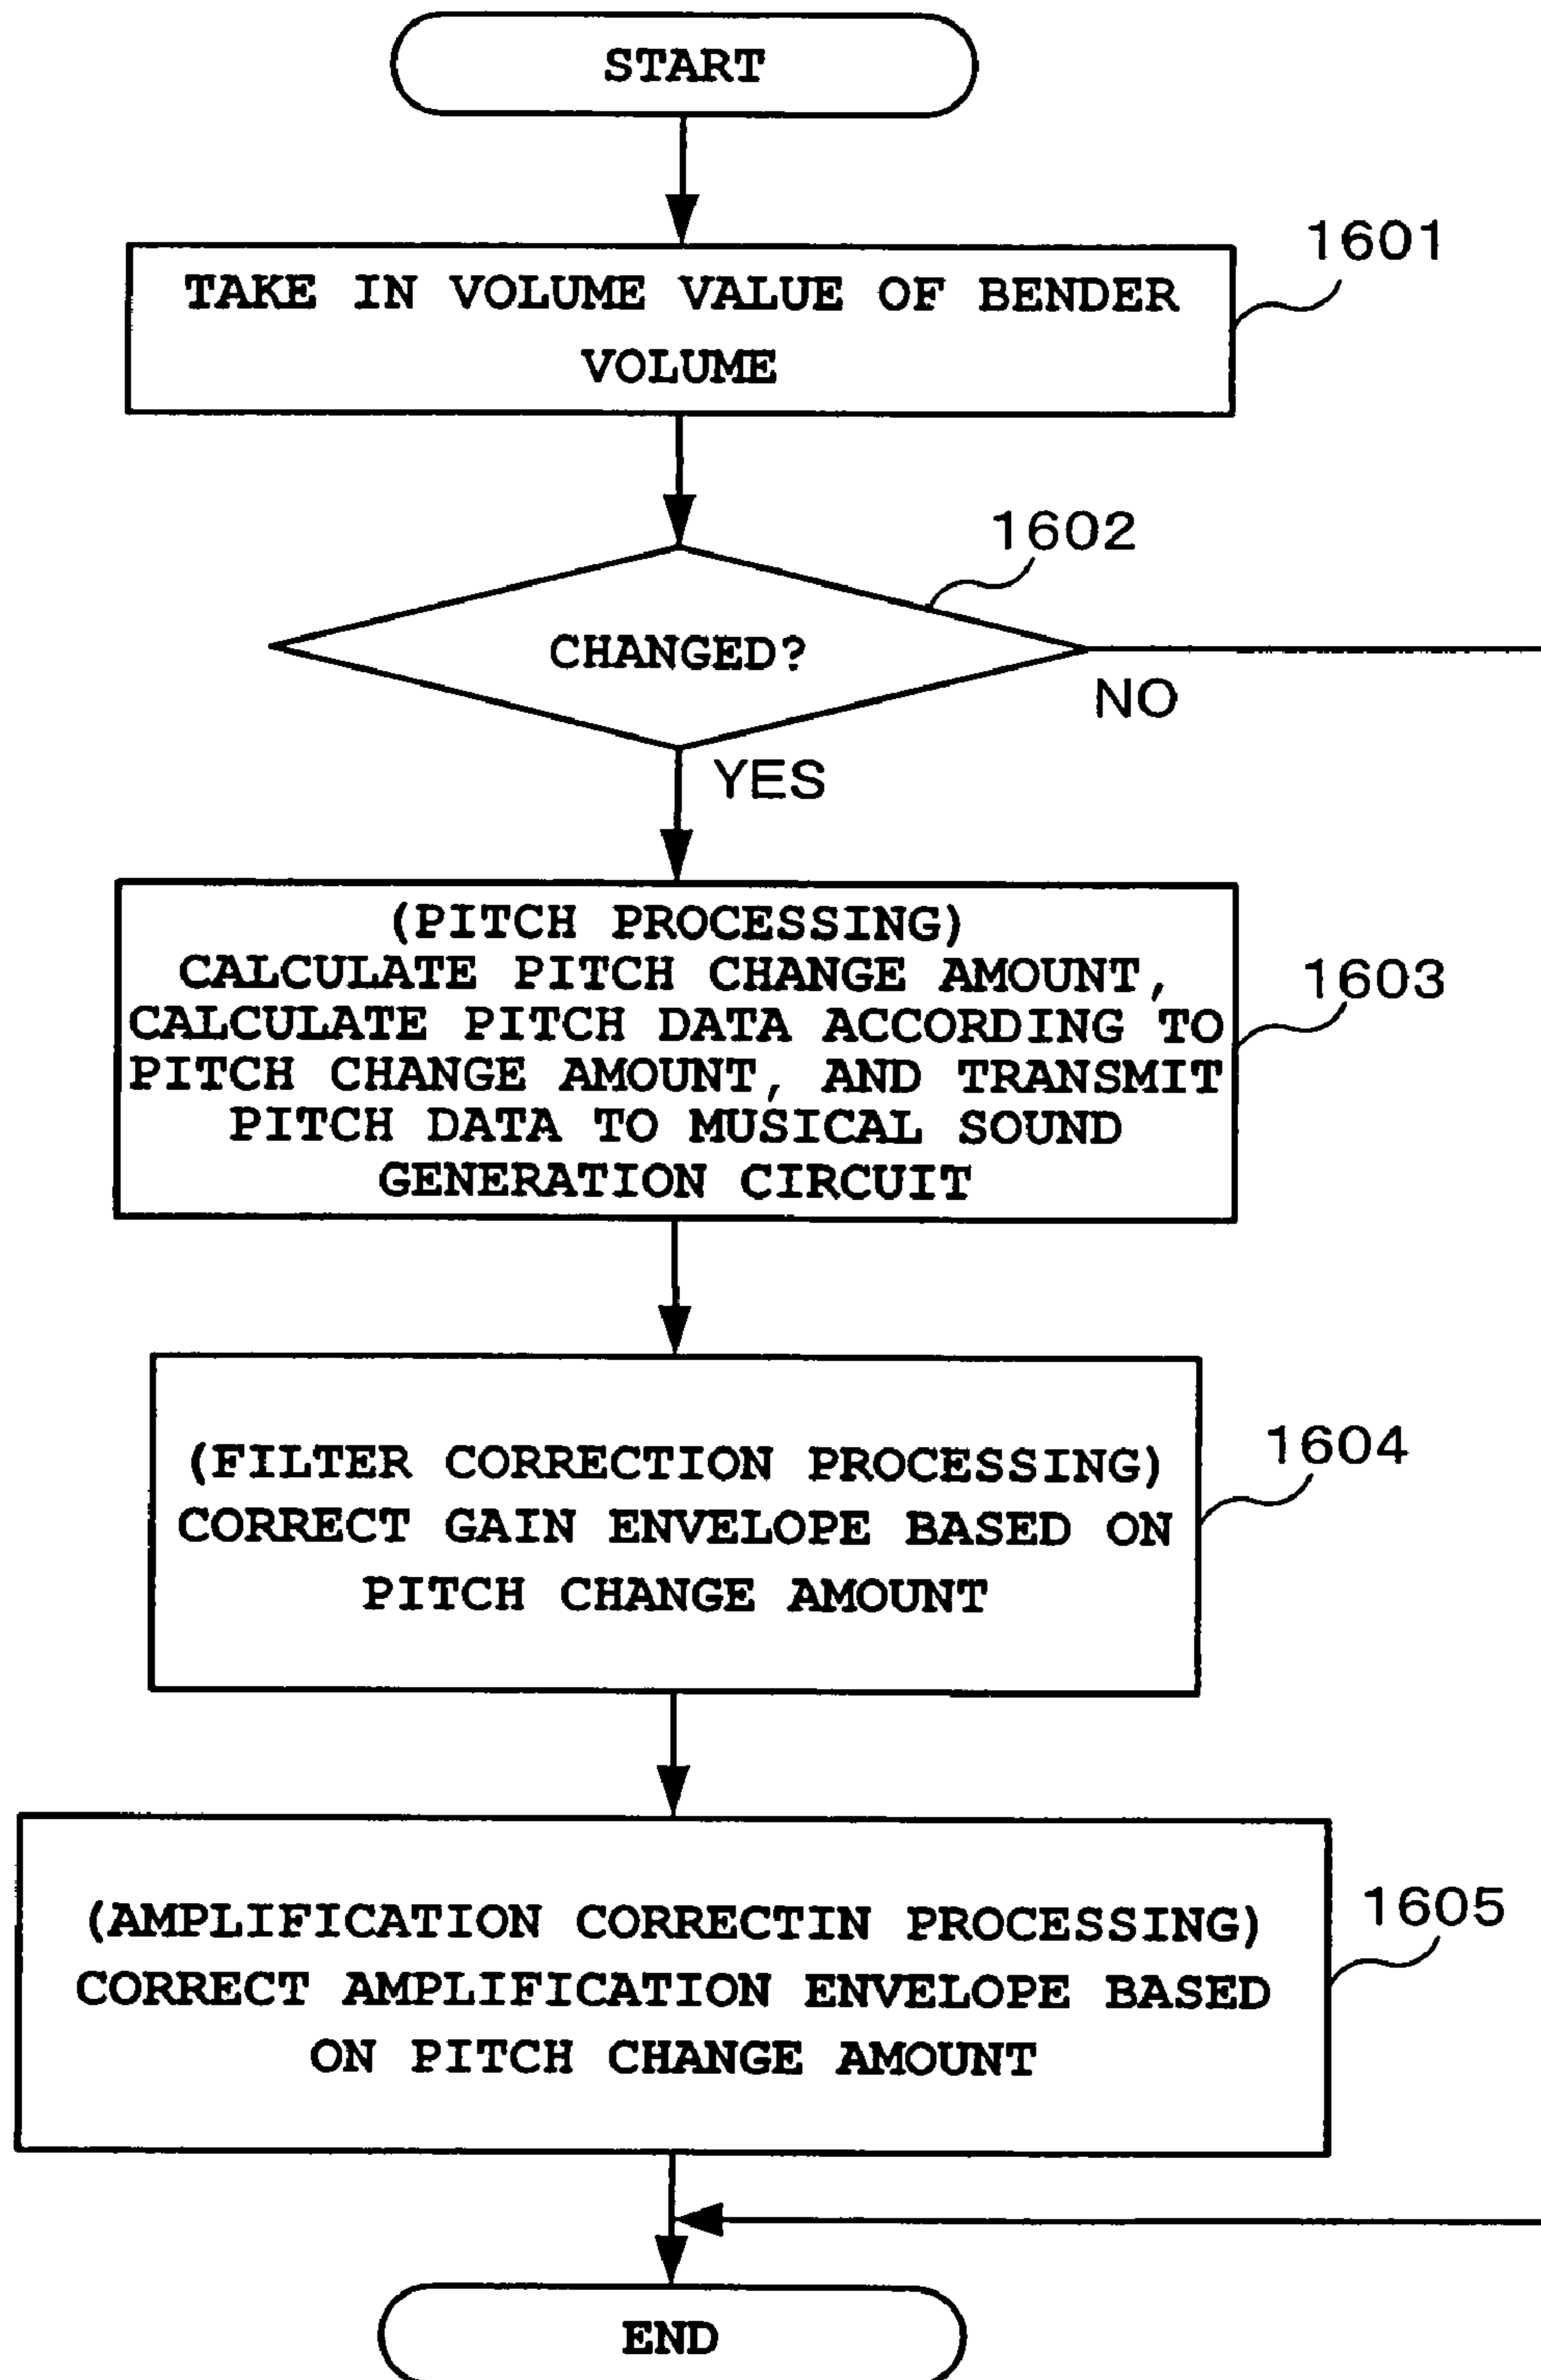 START
1601
TAKE IN VOLUME VALUE OF BENDER
VOLUME
1602
CHANGED?
NO
YES
(PITCH PROCESSING)
CALCULATE PITCH CHANGE AMOUNT,
1603
CALCULATE PITCH DATA ACCORDING TO
PITCH CHANGE AMOUNT, AND TRANSMIT
PITCH DATA TO MUSICAL SOUND
GENERATION CIRCUIT
1604
(FILTER CORRECTION PROCESSING)
CORRECT GAIN ENVELOPE BASED ON
PITCH CHANGE AMOUNT
1605
(AMPLIFICATION CORRECTIN PROCESSING)
CORRECT AMPLIFICATION ENVELOPE BASED
ON PITCH CHANGE AMOUNT
END